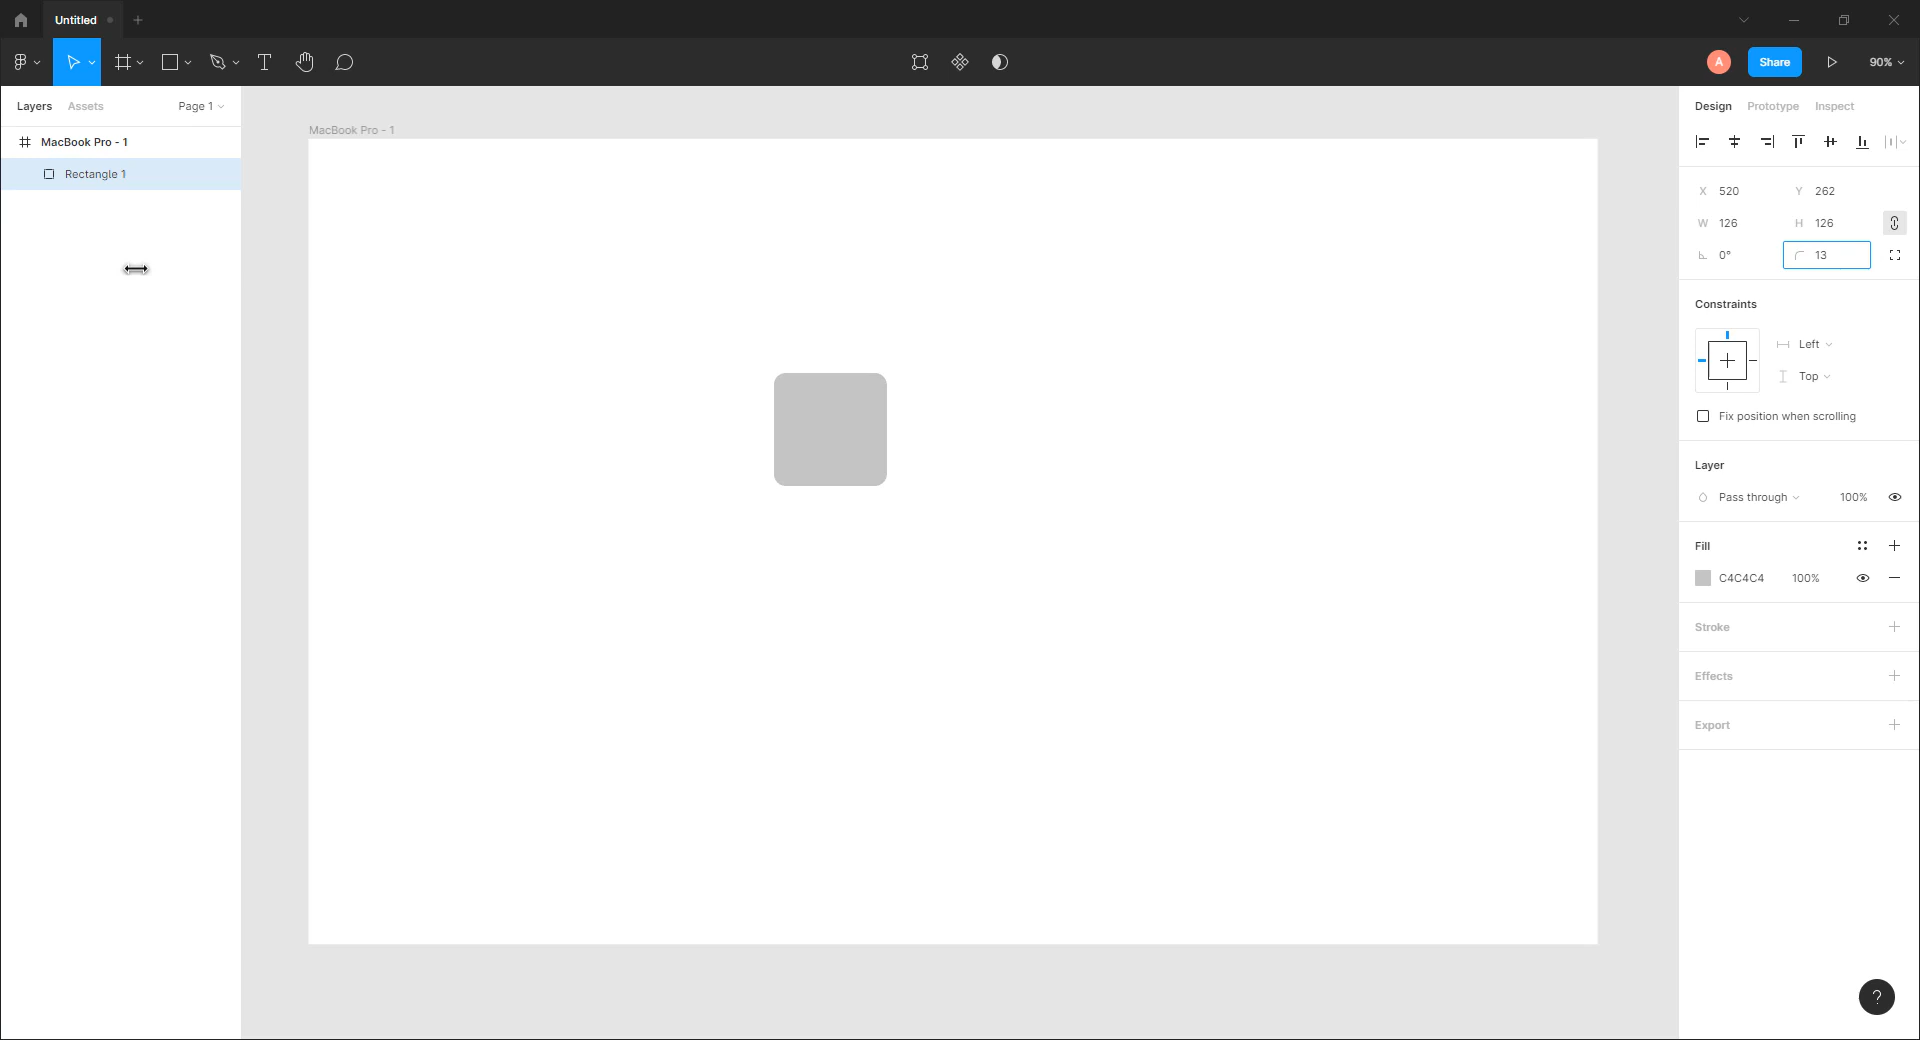 Untitled
A
Share
90%
Layers
Assets
Page 1
MacBook Pro - 1
Rectangle 1
MacBook Pro - 1
Design
Prototype
Inspect
X 520
Y 262
W 126
H 126
0°
13
Constraints
Left
Top
Fix position when scrolling
Layer
Pass through
100%
Fill
C4C4C4
100%
Stroke
Effects
Export
?